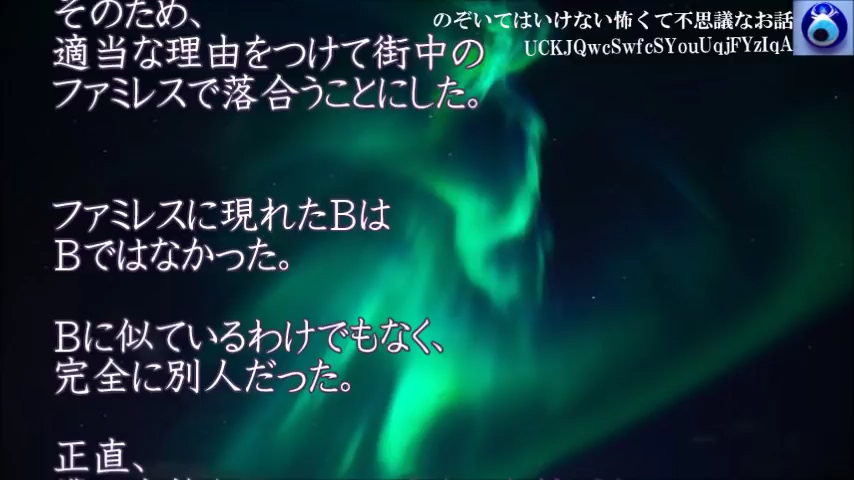 そのため、
適当な理由をつけて街中の
ファミレスで落合うことにした。
ファミレスに現れたBは
Bではなかった。
Bに似ているわけでもなく、
完全に別人だった。
正直、
のぞいてはいけない怖くて不思議なお話
UCKJQwcSwfcSYouUqjFYzIqA